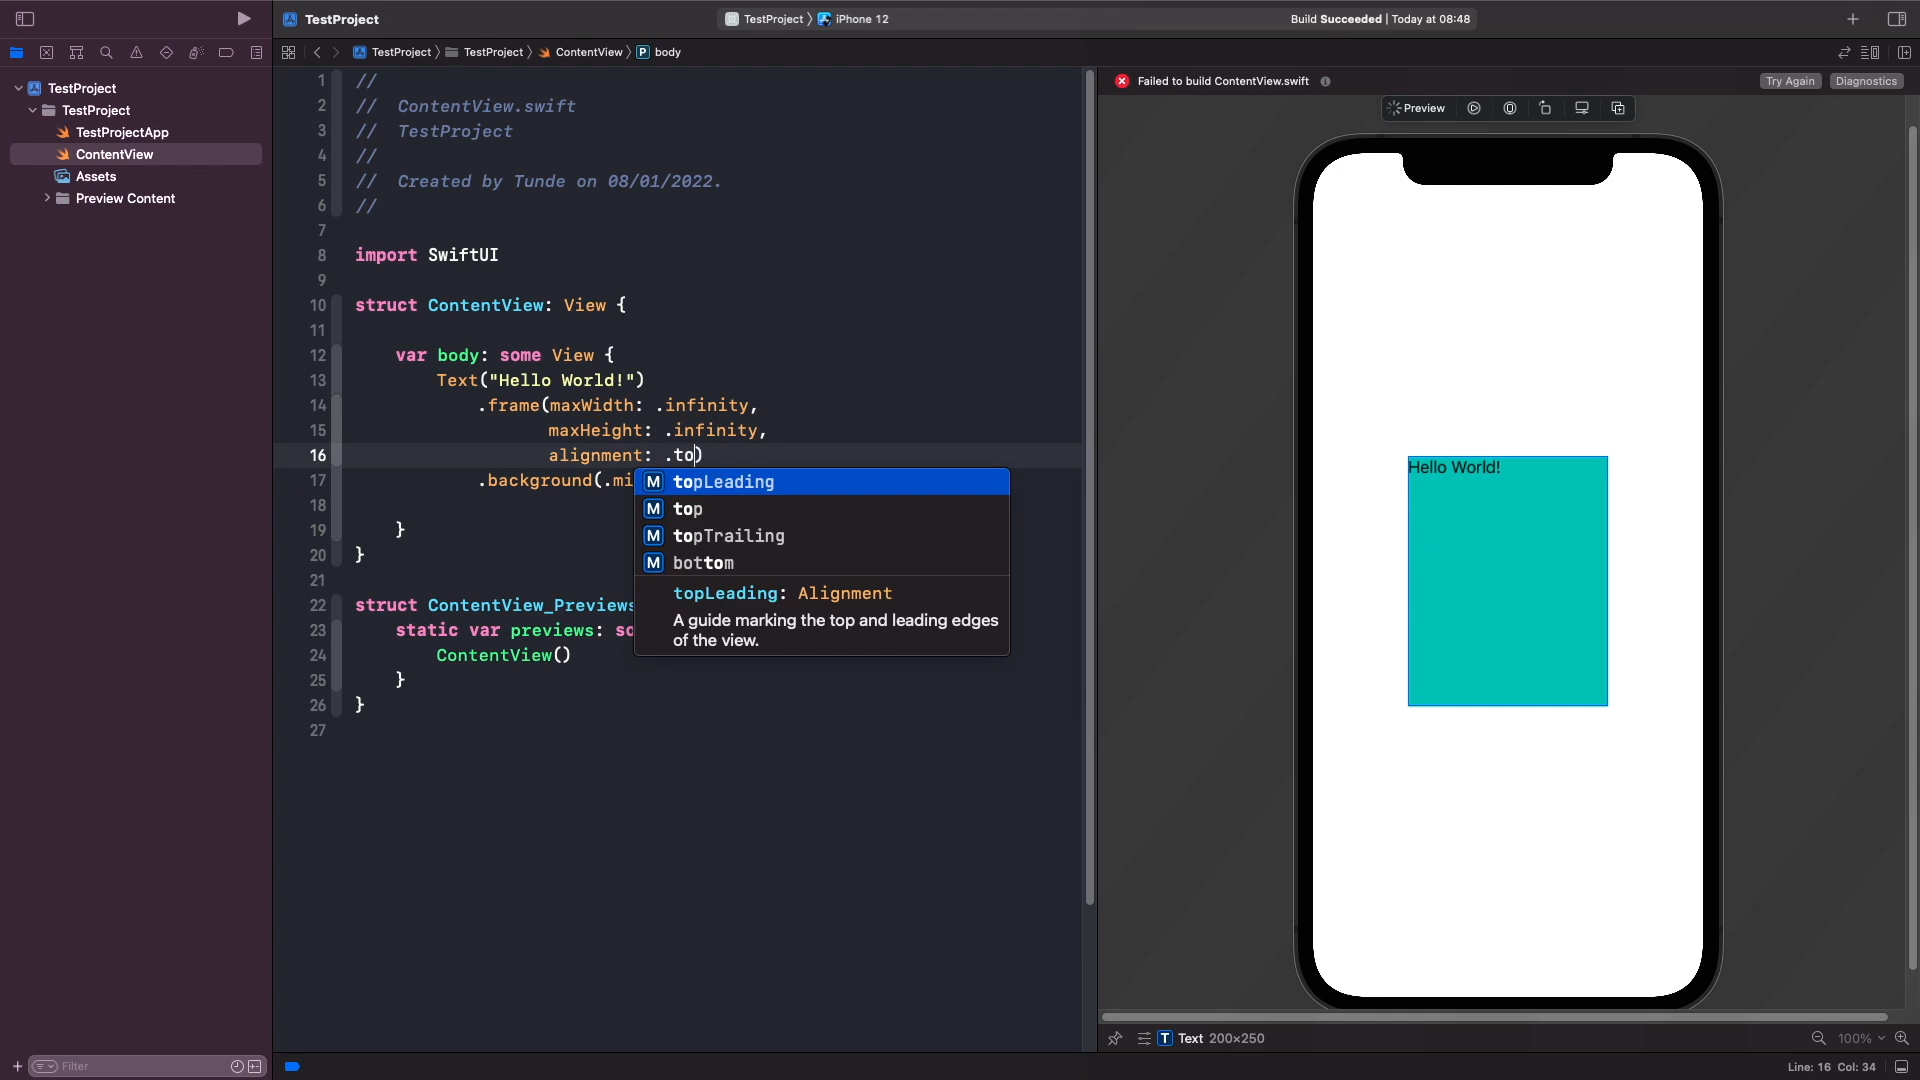 TestProject
TestProject
iPhone 12
Build Succeeded | Today at 08:48
TestProject
TestProject
ContentView
P
body
TestProject
TestProject
TestProjectApp
ContentView
Assets
Preview Content
Failed to build ContentView.swift
Try Again
Diagnostics
Preview
1 //
2 //  ContentView.swift
3 //  TestProject
4 //
5 //  Created by Tunde on 08/01/2022.
6 //
7
8 import SwiftUI
9
10 struct ContentView: View {
11
12     var body: some View {
13         Text("Hello World!")
14             .frame(maxWidth: .infinity,
15                    maxHeight: .infinity,
16                    alignment: .to)
17             .background(.mi
18
19     }
20 }
21
22 struct ContentView_Previews
23     static var previews: so
24         ContentView()
25     }
26 }
27
M topLeading
M top
M topTrailing
M bottom
topLeading: Alignment
A guide marking the top and leading edges
of the view.
Hello World!
T Text 200×250
100%
Filter
Line: 16 Col: 34